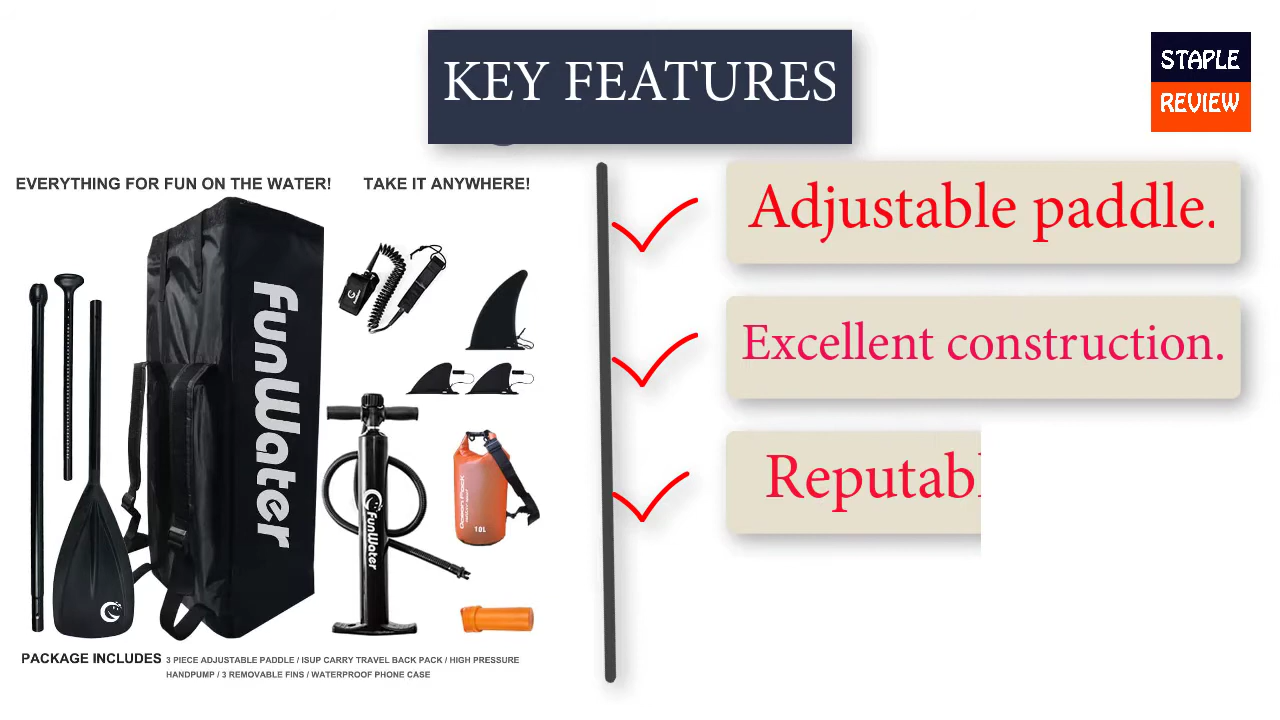 KEY FEATURES
STAPLE
REVIEW
EVERYTHING FOR FUN ON THE WATER! TAKE IT ANYWHERE!
Adjustable paddle.
Excellent construction.
FunWater
FunWater
Ocean Pack
10L
PACKAGE INCLUDES 3 PIECE ADJUSTABLE PADDLE / ISUP CARRY TRAVEL BACK PACK / HIGH PRESSURE
HANDPUMP / 3 REMOVABLE FINS / WATERPROOF PHONE CASE